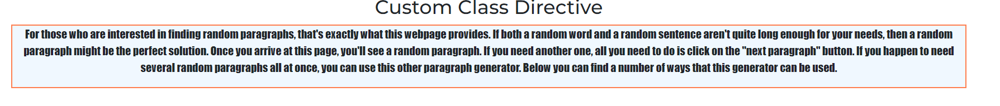 Custom Class Directive
For those who are interested in finding random paragraphs, that's exactly what this webpage provides. If both a random word and a random sentence aren't quite long enough for your needs, then a random
paragraph might be the perfect solution. Once you arrive at this page, you'll see a random paragraph. If you need another one, all you need to do is click on the "next paragraph" button. If you happen to need
several random paragraphs all at once, you can use this other paragraph generator. Below you can find a number of ways that this generator can be used.